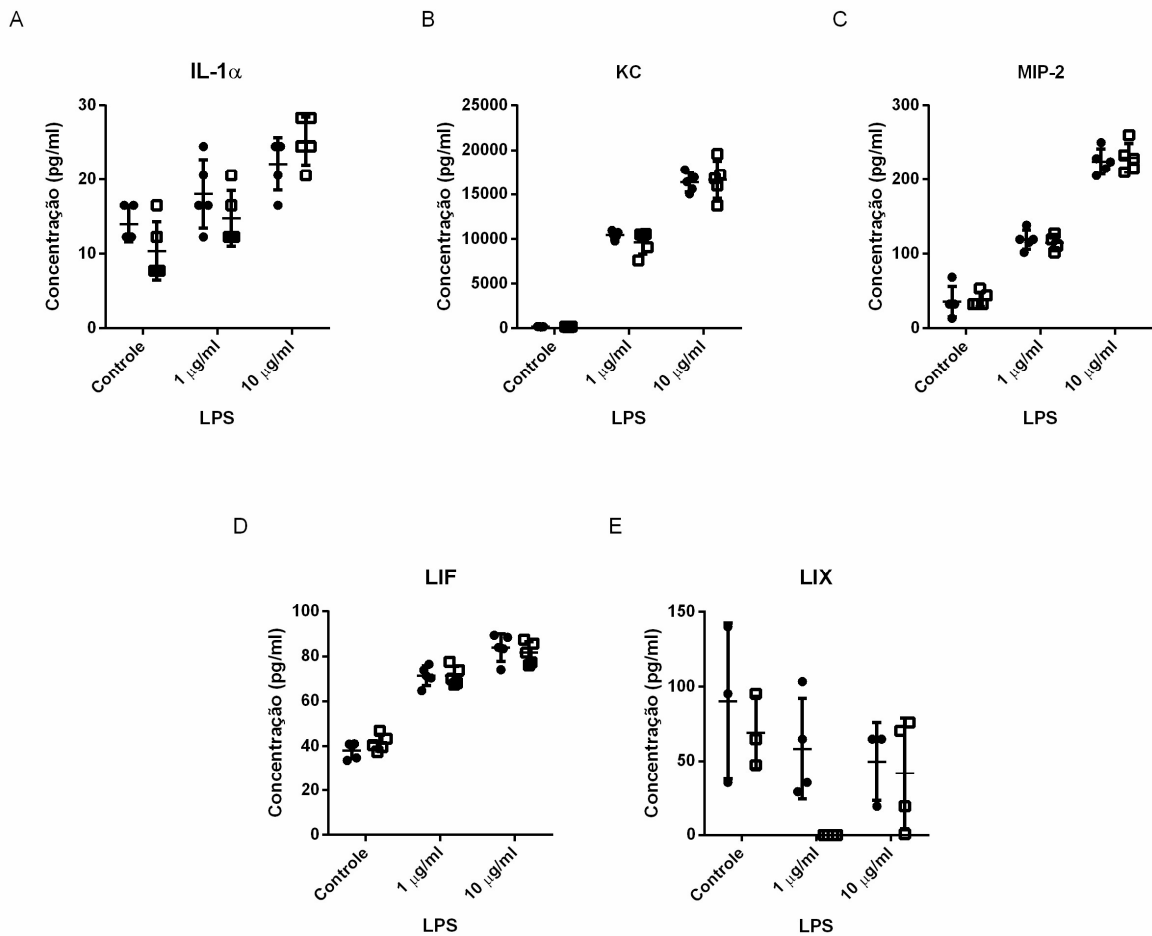 A
B
C
IL-1α
KC
MIP-2
Concentração (pg/ml)
30
20
10
0
Controle
1 µg/ml
10 µg/ml
LPS
Concentração (pg/ml)
25000
20000
15000
10000
5000
0
Controle
1 µg/ml
10 µg/ml
LPS
Concentração (pg/ml)
300
200
100
0
Controle
1 µg/ml
10 µg/ml
LPS
D
E
LIF
LIX
Concentração (pg/ml)
100
80
60
40
20
0
Controle
1 µg/ml
10 µg/ml
LPS
Concentração (pg/ml)
150
100
50
0
Controle
1 µg/ml
10 µg/ml
LPS